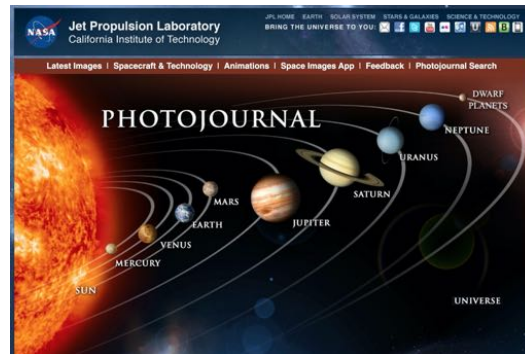 NASA
Jet Propulsion Laboratory
California Institute of Technology
JPL HOME EARTH SOLAR SYSTEM STARS & GALAXIES SCIENCE & TECHNOLOGY
BRING THE UNIVERSE TO YOU:
Latest Images | Spacecraft & Technology | Animations | Space Images App | Feedback | Photojournal Search
PHOTOJOURNAL
DWARF
PLANETS
NEPTUNE
URANUS
SATURN
MARS
EARTH
JUPITER
VENUS
MERCURY
SUN
UNIVERSE